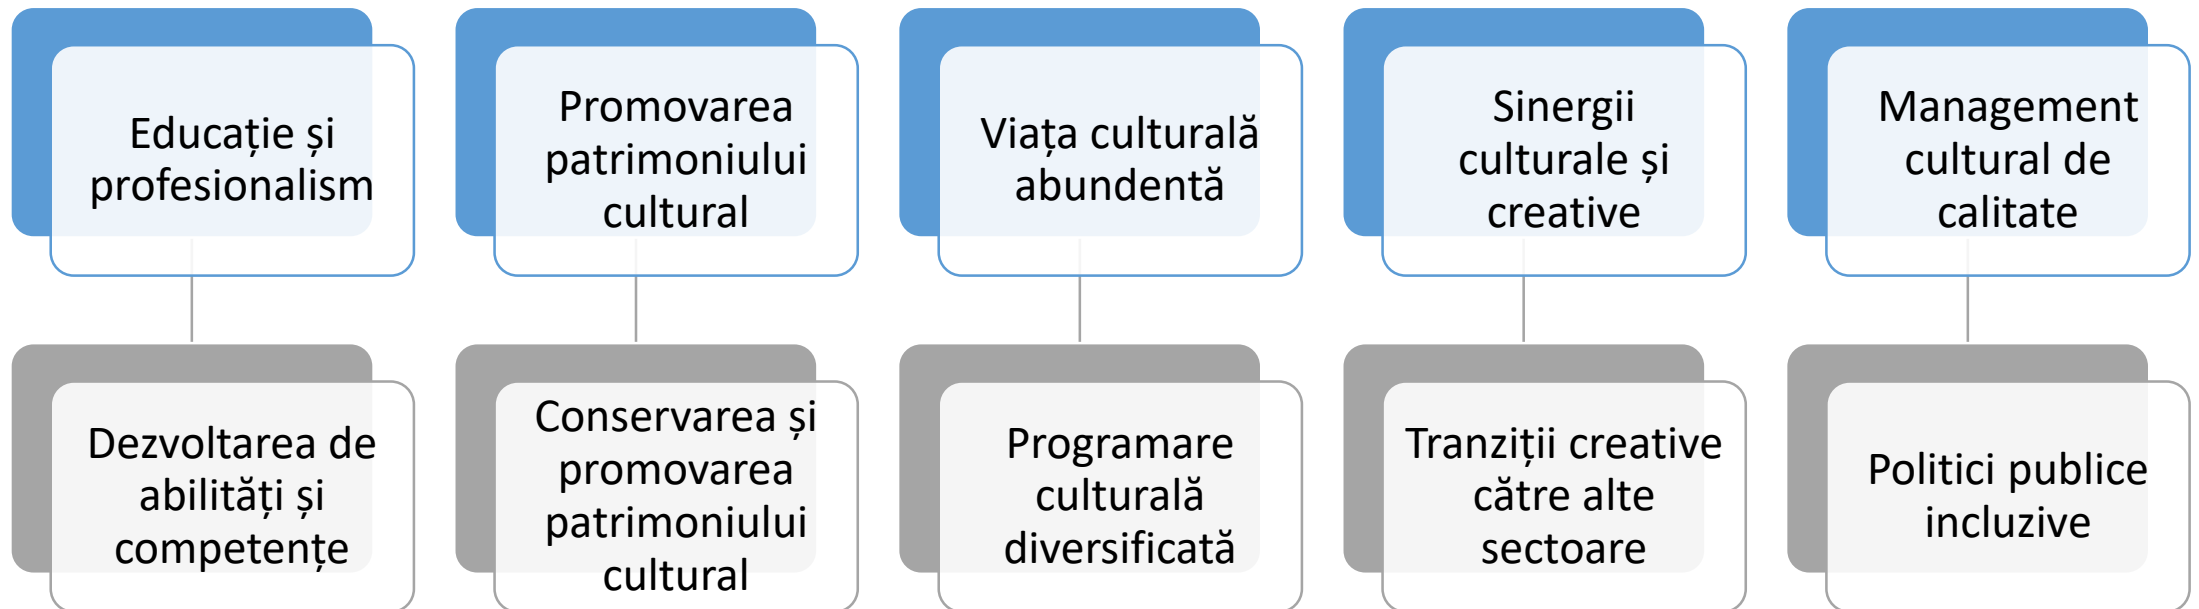 Educație și
profesionalism
Promovarea
patrimoniului
cultural
Viața culturală
abundentă
Sinergii
culturale și
creative
Management
cultural de
calitate
Dezvoltarea de
abilități și
competențe
Conservarea și
promovarea
patrimoniului
cultural
Programare
culturală
diversificată
Tranziții creative
către alte
sectoare
Politici publice
incluzive